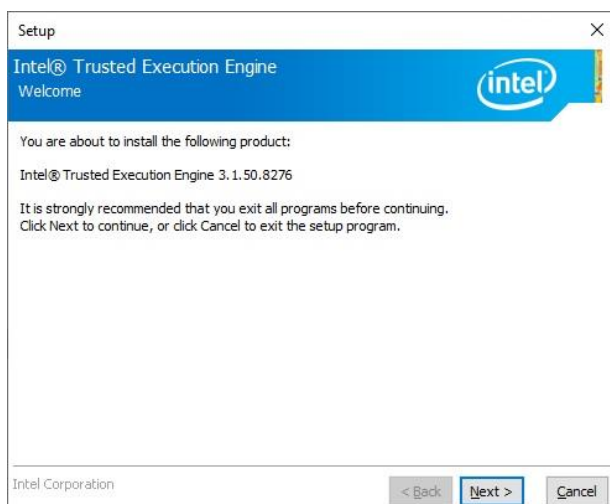 Setup
Intel® Trusted Execution Engine
Welcome
intel
You are about to install the following product:
Intel® Trusted Execution Engine 3.1.50.8276
It is strongly recommended that you exit all programs before continuing.
Click Next to continue, or click Cancel to exit the setup program.
Intel Corporation
< Back Next > Cancel